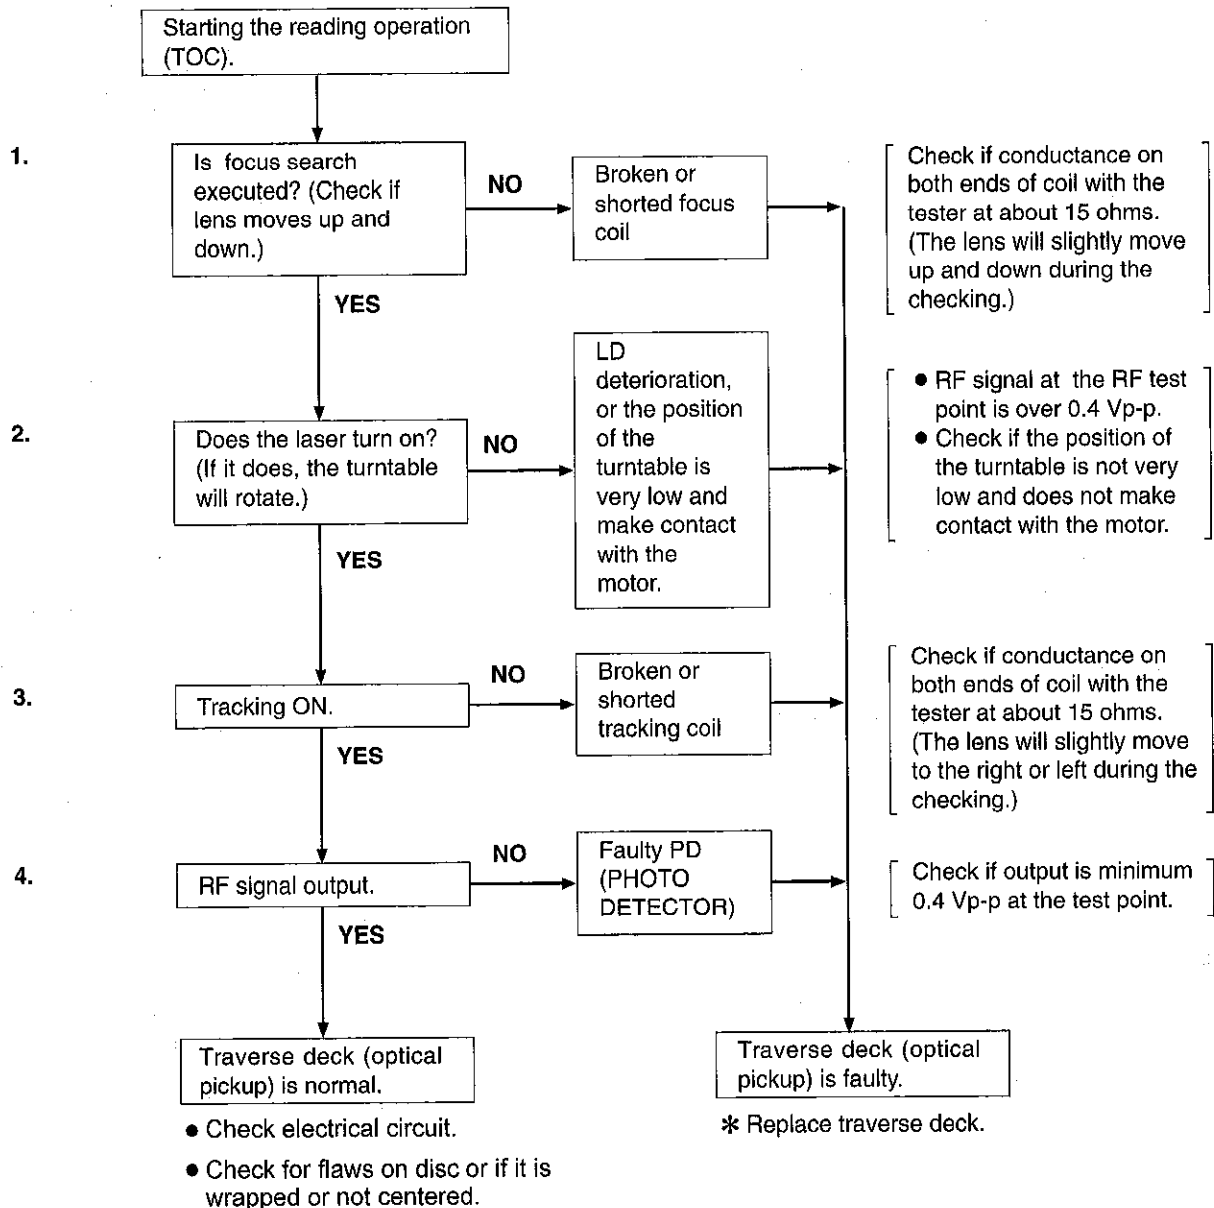 Starting the reading operation
(TOC).
1.
Is focus search
executed? (Check if
lens moves up and
down.)
NO
Broken or
shorted focus
coil
Check if conductance on
both ends of coil with the
tester at about 15 ohms.
(The lens will slightly move
up and down during the
checking.)
YES
2.
Does the laser turn on?
(If it does, the turntable
will rotate.)
NO
LD
deterioration,
or the position
of the
turntable is
very low and
make contact
with the
motor.
● RF signal at the RF test
point is over 0.4 Vp-p.
● Check if the position of
the turntable is not very
low and does not make
contact with the motor.
YES
3.
Tracking ON.
NO
Broken or
shorted
tracking coil
Check if conductance on
both ends of coil with the
tester at about 15 ohms.
(The lens will slightly move
to the right or left during the
checking.)
YES
4.
RF signal output.
NO
Faulty PD
(PHOTO
DETECTOR)
Check if output is minimum
0.4 Vp-p at the test point.
YES
Traverse deck (optical
pickup) is normal.
● Check electrical circuit.
● Check for flaws on disc or if it is
wrapped or not centered.
Traverse deck (optical
pickup) is faulty.
✻ Replace traverse deck.